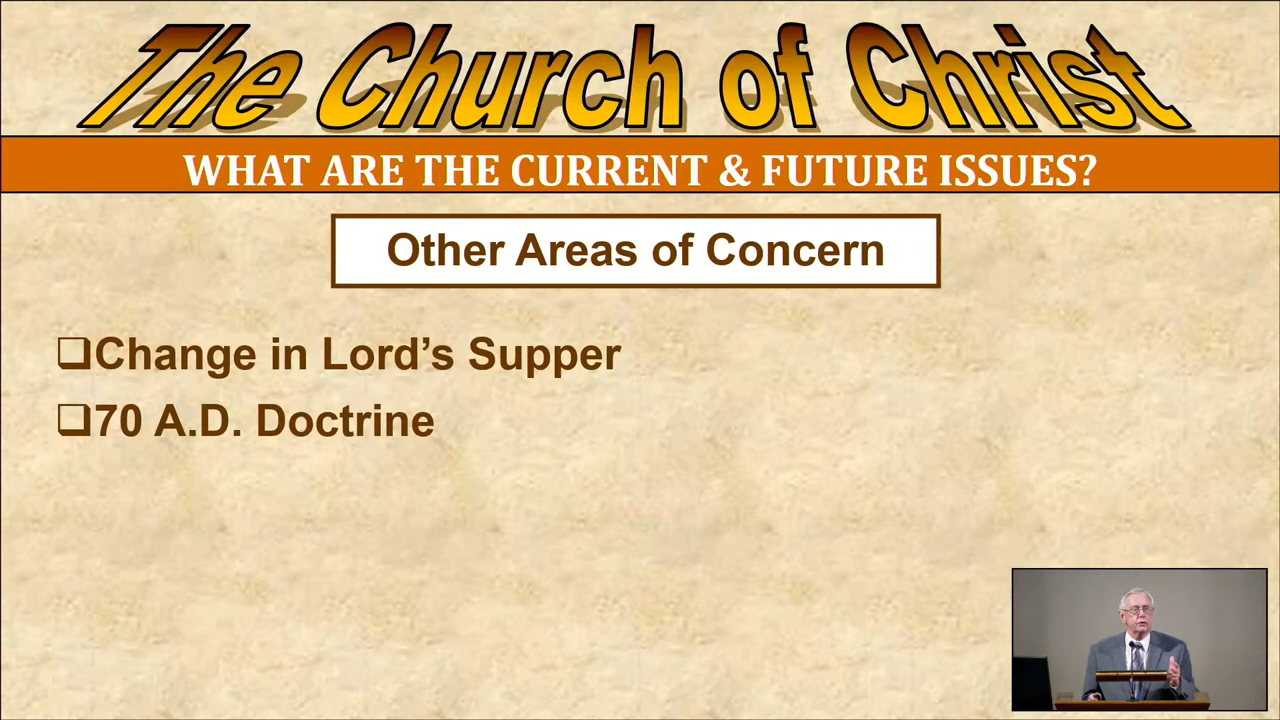 The Church of Christ
WHAT ARE THE CURRENT & FUTURE ISSUES?
Other Areas of Concern
❑Change in Lord’s Supper
❑70 A.D. Doctrine